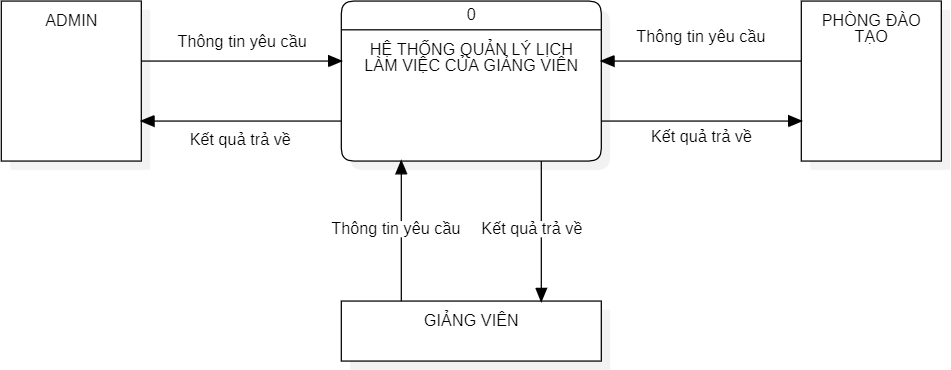 ADMIN
Thông tin yêu cầu
Kết quả trả về
0
HỆ THỐNG QUẢN LÝ LỊCH
LÀM VIỆC CỦA GIẢNG VIÊN
PHÒNG ĐÀO
TẠO
Thông tin yêu cầu
Kết quả trả về
Thông tin yêu cầu
Kết quả trả về
GIẢNG VIÊN